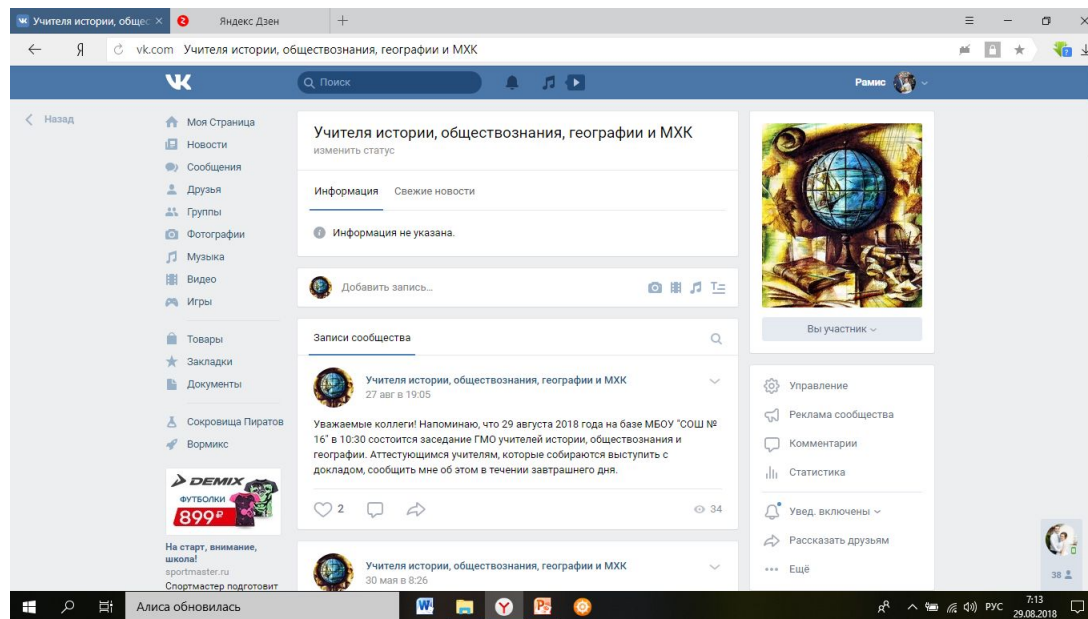 Учителя истории, общес
Яндекс Дзен
Я
vk.com Учителя истории, обществознания, географии и МХК
Поиск
Рамис
Назад
Моя Страница
Новости
Сообщения
Друзья
Группы
Фотографии
Музыка
Видео
Игры
Товары
Закладки
Документы
Сокровища Пиратов
Вормикс
DEMIX
ФУТБОЛКИ
899₽
На старт, внимание,
школа!
sportmaster.ru
Спортмастер подготовит
Учителя истории, обществознания, географии и МХК
изменить статус
Информация Свежие новости
Информация не указана.
Добавить запись...
Записи сообщества
Учителя истории, обществознания, географии и МХК
27 авг в 19:05
Уважаемые коллеги! Напоминаю, что 29 августа 2018 года на базе МБОУ "СОШ №
16" в 10:30 состоится заседание ГМО учителей истории, обществознания и
географии. Аттестующимся учителям, которые собираются выступить с
докладом, сообщить мне об этом в течении завтрашнего дня.
2
34
Учителя истории, обществознания, географии и МХК
30 мая в 8:26
Вы участник
Управление
Реклама сообщества
Комментарии
Статистика
Увед. включены
Рассказать друзьям
Ещё
38
Алиса обновилась
РУС
7:13
29.08.2018